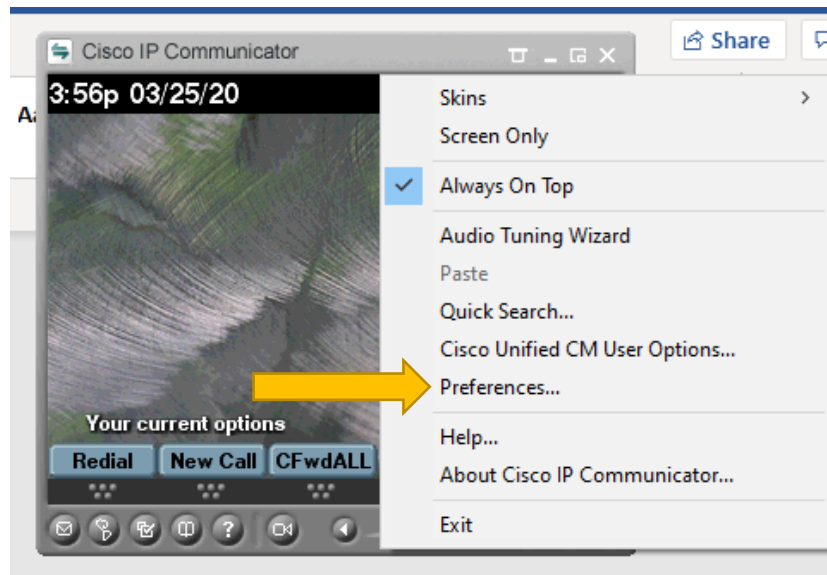 Cisco IP Communicator
Share
3:56p 03/25/20
Skins
Screen Only
Always On Top
Audio Tuning Wizard
Paste
Quick Search...
Cisco Unified CM User Options...
Preferences...
Your current options
Help...
Redial New Call CFwdALL
About Cisco IP Communicator...
?
Exit